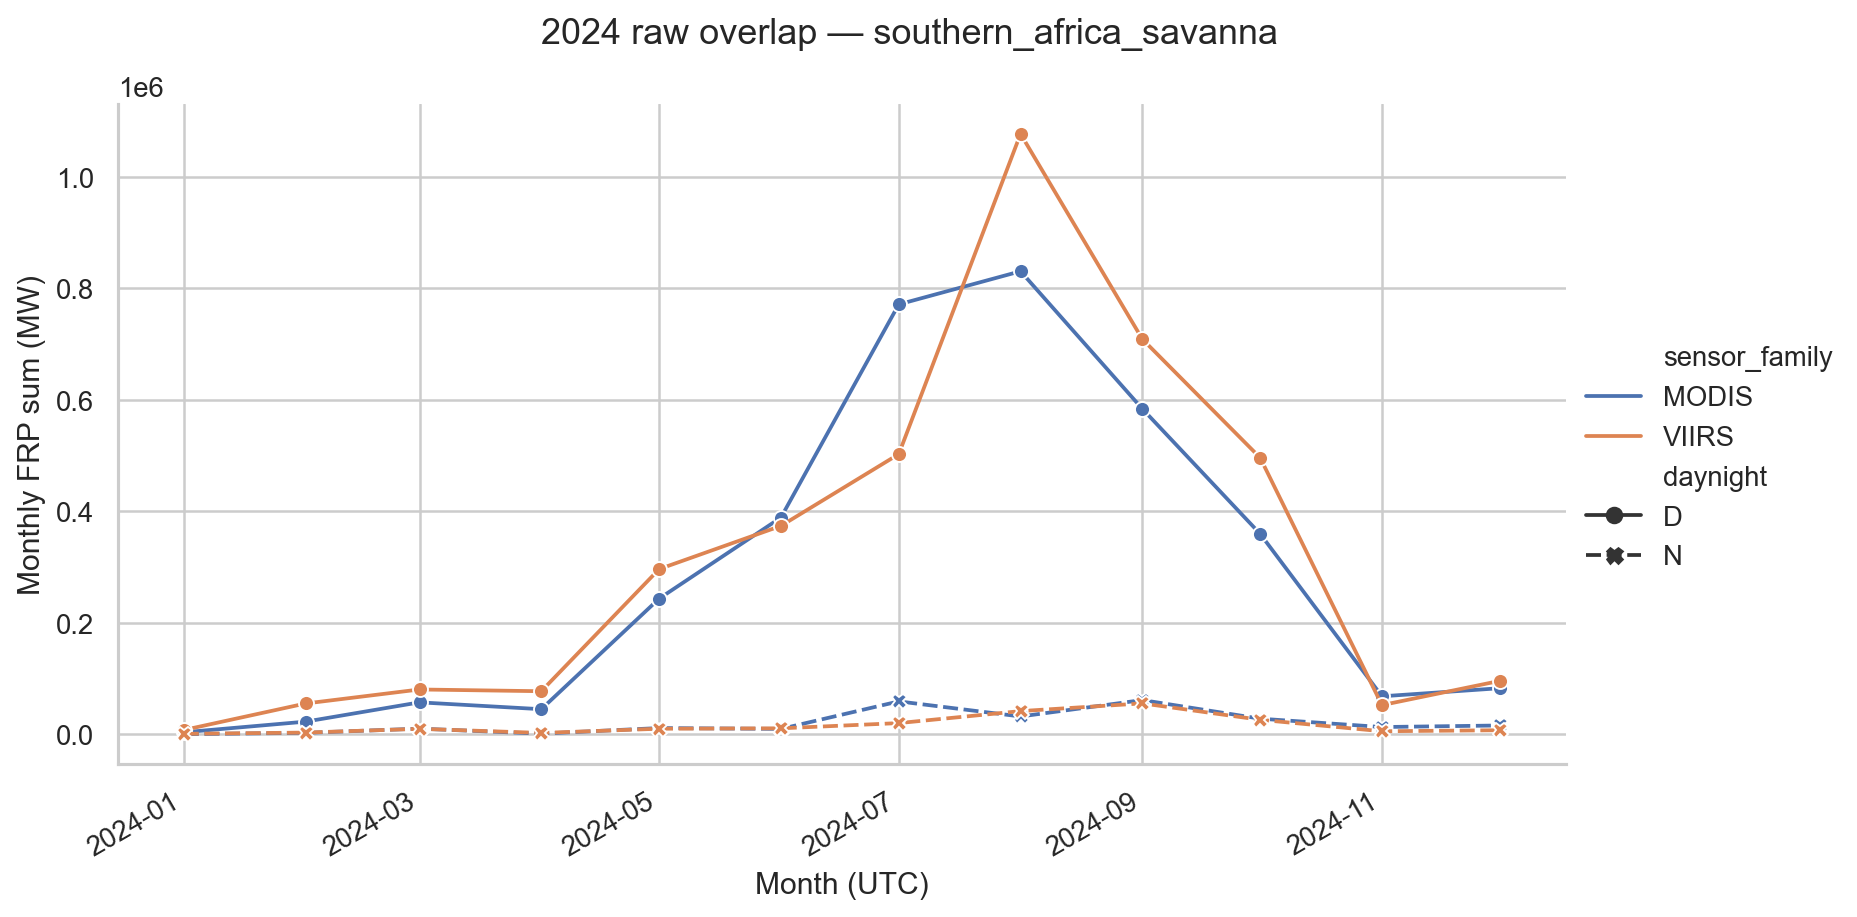 2024 raw overlap — southern_africa_savanna
1e6
1.0
0.8
0.6
0.4
0.2
0.0
Monthly FRP sum (MW)
2024-01
2024-03
2024-05
2024-07
2024-09
2024-11
Month (UTC)
sensor_family
MODIS
VIIRS
daynight
D
N